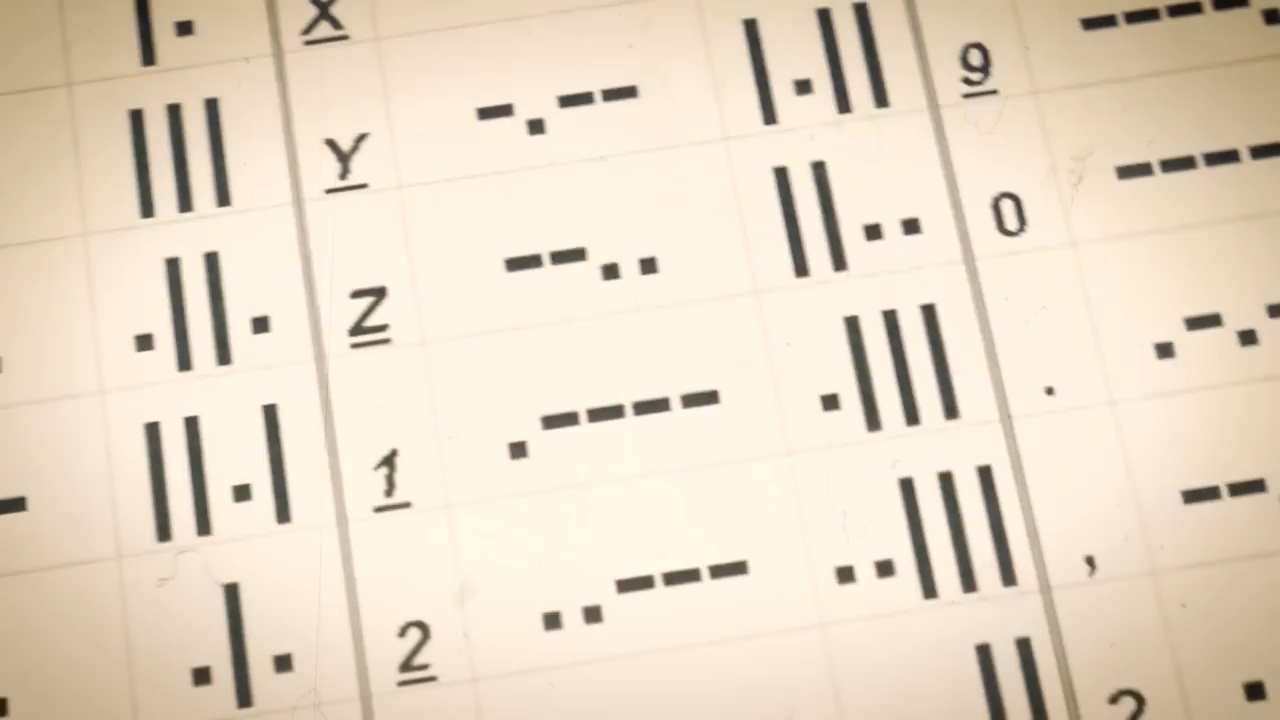 X
Y -.-- |.||
Z --.. ||..
1 .---- .|||
2 ..--- ..|||
9
0
.
,
?
|.
|||
.||.
||.|
.|.